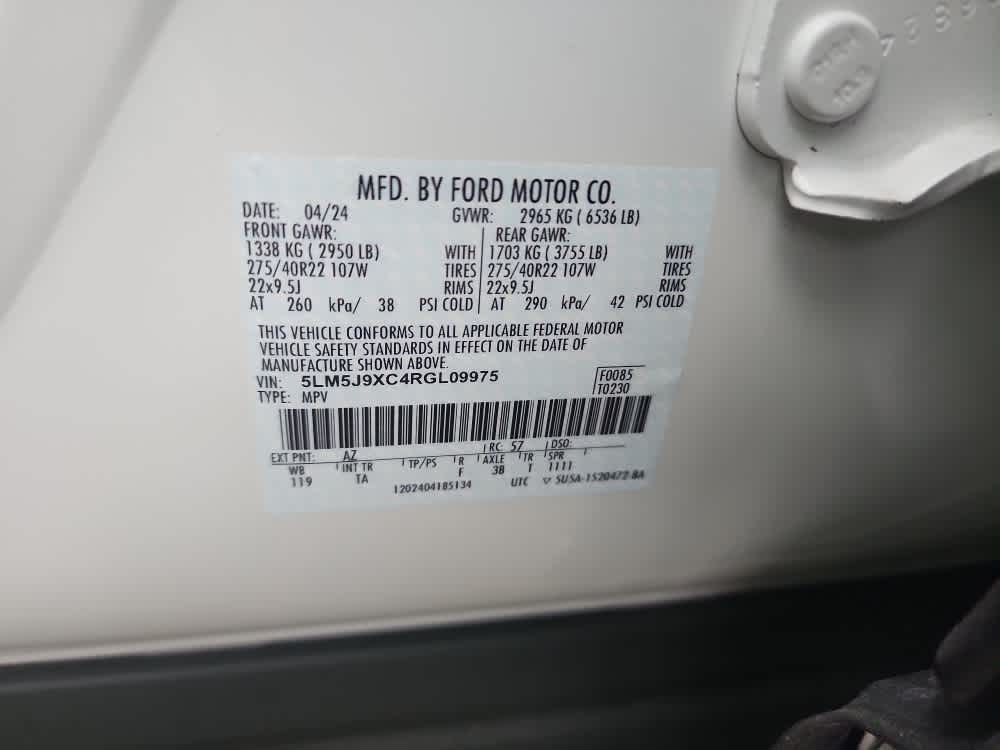 MFD. BY FORD MOTOR CO.
DATE: 04/24 GVWR: 2965 KG ( 6536 LB)
FRONT GAWR: REAR GAWR:
1338 KG ( 2950 LB) WITH 1703 KG ( 3755 LB) WITH
275/40R22 107W TIRES 275/40R22 107W TIRES
22x9.5J RIMS 22x9.5J RIMS
AT 260 kPa/ 38 PSI COLD AT 290 kPa/ 42 PSI COLD
THIS VEHICLE CONFORMS TO ALL APPLICABLE FEDERAL MOTOR
VEHICLE SAFETY STANDARDS IN EFFECT ON THE DATE OF
MANUFACTURE SHOWN ABOVE.
VIN: 5LM5J9XC4RGL09975 F0085
TYPE: MPV T0230
EXT PNT: AZ RC: 57 DSO:
WB INT TR TP/PS R AXLE TR SPR
119 TA F 3B T 1111
1202404185134 UTC ▽ 5U5A-1520472-BA